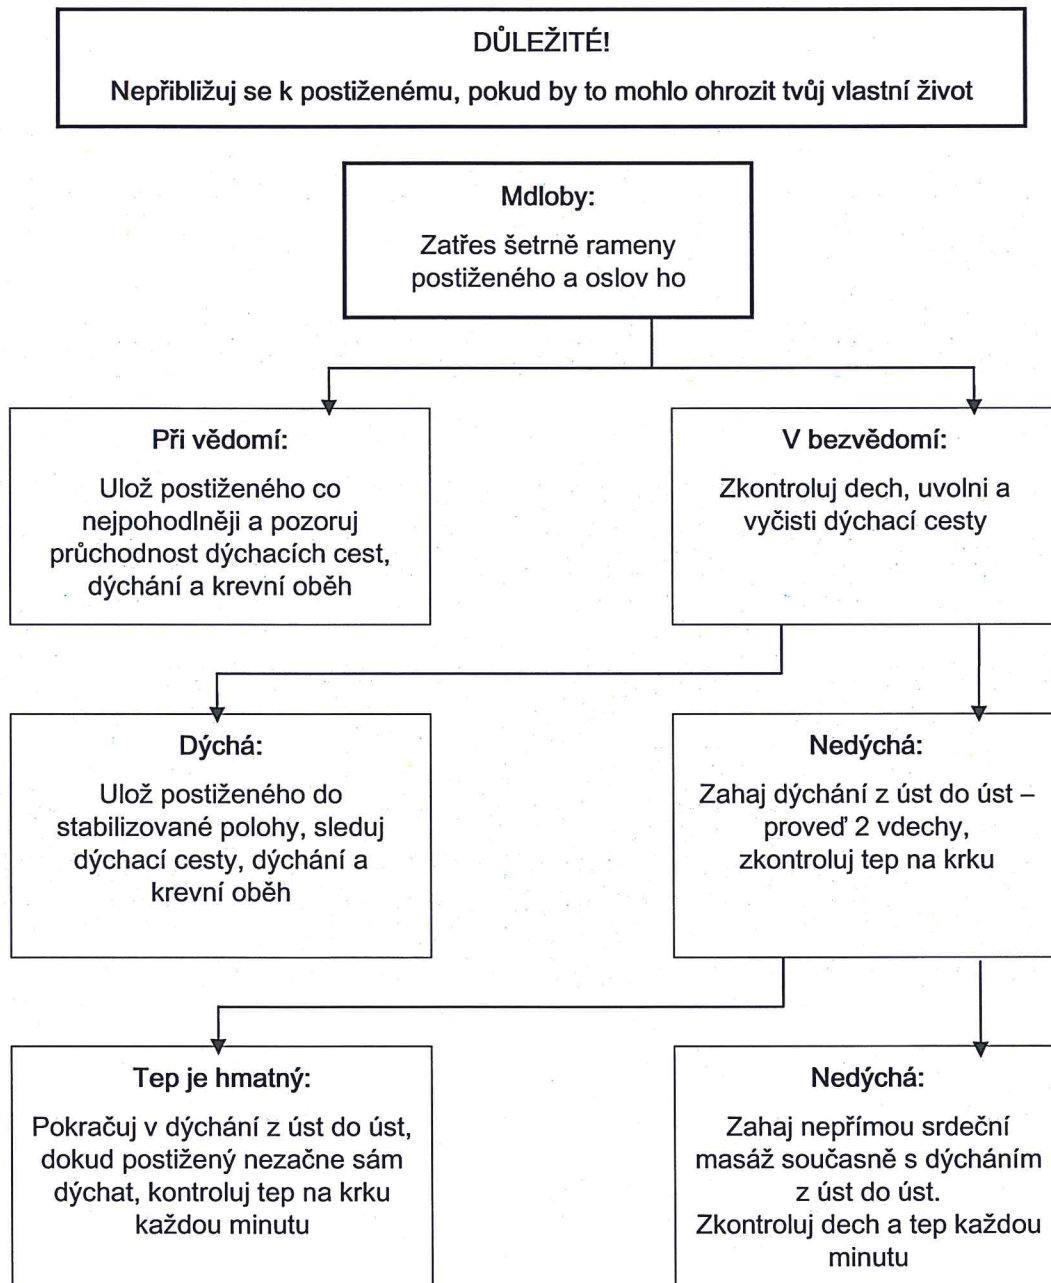 DŮLEŽITÉ!
Nepřibližuj se k postiženému, pokud by to mohlo ohrozit tvůj vlastní život
Mdloby:
Zatřes šetrně rameny
postiženého a oslov ho
Při vědomí:
Ulož postiženého co
nejpohodlněji a pozoruj
průchodnost dýchacích cest,
dýchání a krevní oběh
V bezvědomí:
Zkontroluj dech, uvolni a
vyčisti dýchací cesty
Dýchá:
Ulož postiženého do
stabilizované polohy, sleduj
dýchací cesty, dýchání a
krevní oběh
Nedýchá:
Zahaj dýchání z úst do úst –
proveď 2 vdechy,
zkontroluj tep na krku
Tep je hmatný:
Pokračuj v dýchání z úst do úst,
dokud postižený nezačne sám
dýchat, kontroluj tep na krku
každou minutu
Nedýchá:
Zahaj nepřímou srdeční
masáž současně s dýcháním
z úst do úst.
Zkontroluj dech a tep každou
minutu